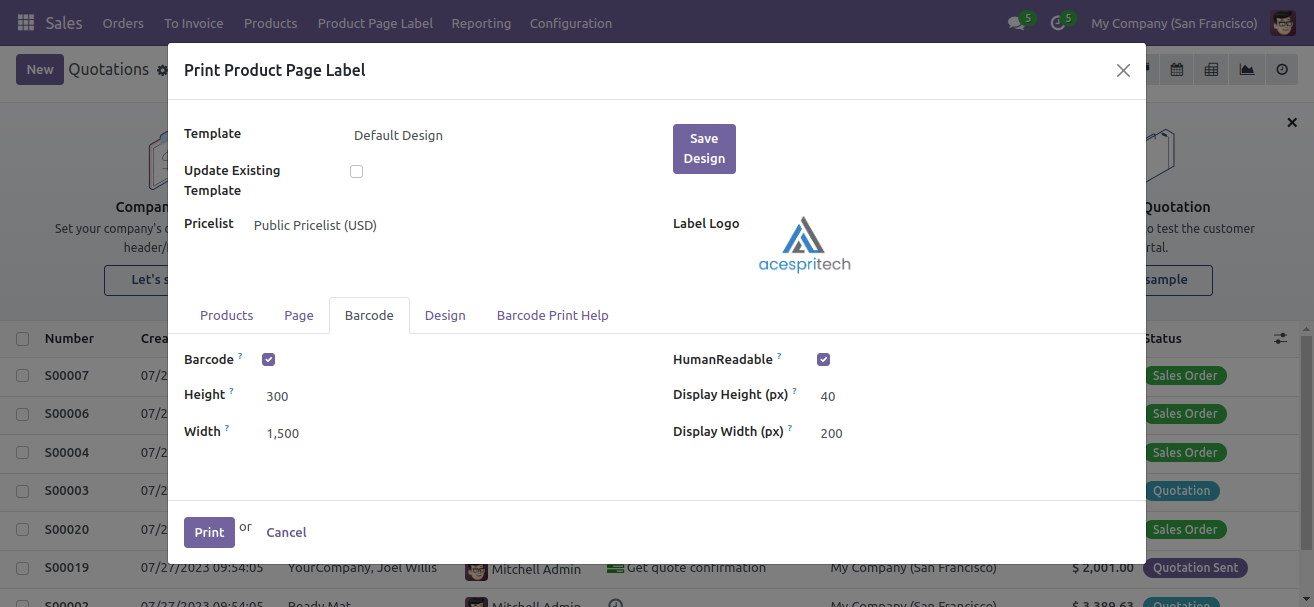 Sales Orders To Invoice Products Product Page Label Reporting Configuration 5 5 My Company (San Francisco)
New Quotations
Print Product Page Label
Template Default Design Save Design
Update Existing Template
Pricelist Public Pricelist (USD) Label Logo acespritech
Compan Quotation
Set your company's o to test the customer
header/ rtal.
Let's s sample
Products Page Barcode Design Barcode Print Help
Number Crea Status
Barcode ? HumanReadable ?
S00007 07/2 Sales Order
Height ? 300 Display Height (px) ? 40
S00006 07/2 Sales Order
Width ? 1,500 Display Width (px) ? 200
S00004 07/2 Sales Order
S00003 07/2 Quotation
S00020 07/2 Sales Order
Print or Cancel
S00019 07/27/2023 09:54:05 YourCompany, Joel Willis Mitchell Admin Get quote confirmation My Company (San Francisco) $ 2,001.00 Quotation Sent
S00002 07/27/2023 09:54:05 Ready Mat Mitchell Admin My Company (San Francisco) $ 3,389.63 Quotation